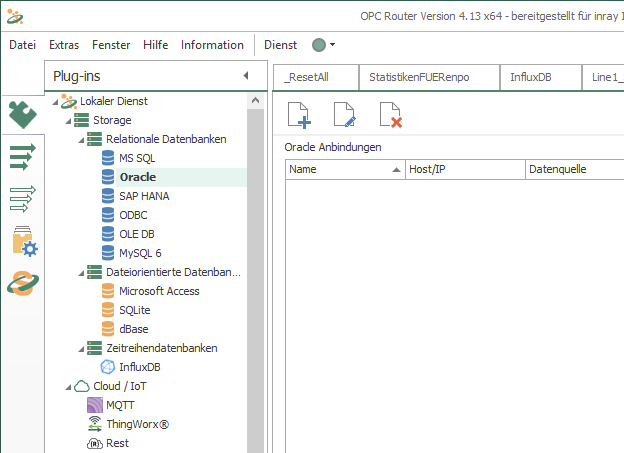 OPC Router Version 4.13 x64 - bereitgestellt für inray I
Datei Extras Fenster Hilfe Information Dienst
Plug-ins
_ResetAll StatistikenFUERenpo InfluxDB Line1_
Lokaler Dienst
Storage
Relationale Datenbanken
MS SQL
Oracle
SAP HANA
ODBC
OLE DB
MySQL 6
Dateiorientierte Datenban...
Microsoft Access
SQLite
dBase
Zeitreihendatenbanken
InfluxDB
Cloud / IoT
MQTT
ThingWorx®
Rest
Oracle Anbindungen
Name Host/IP Datenquelle